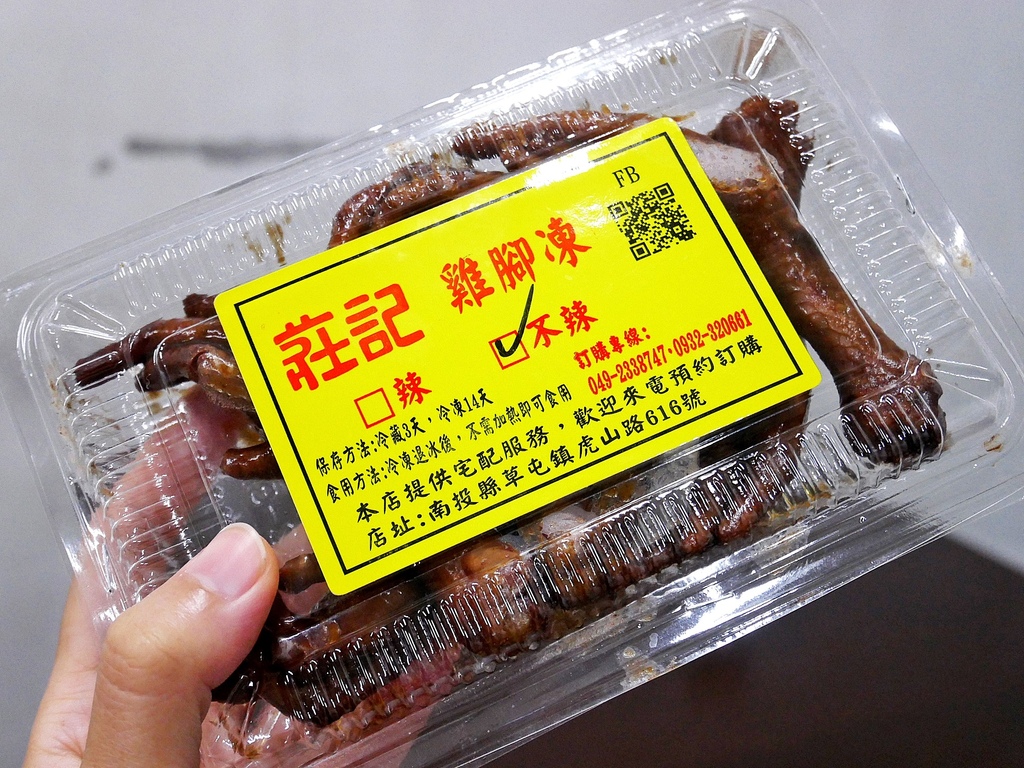 FB
莊記 雞腳凍
□辣 ☑不辣
訂購專線:
049-2338747·0932-320661
保存方法:冷藏3天,冷凍14天
食用方法:冷凍退冰後,不需加熱即可食用
本店提供宅配服務,歡迎來電預約訂購
店址:南投縣草屯鎮虎山路616號